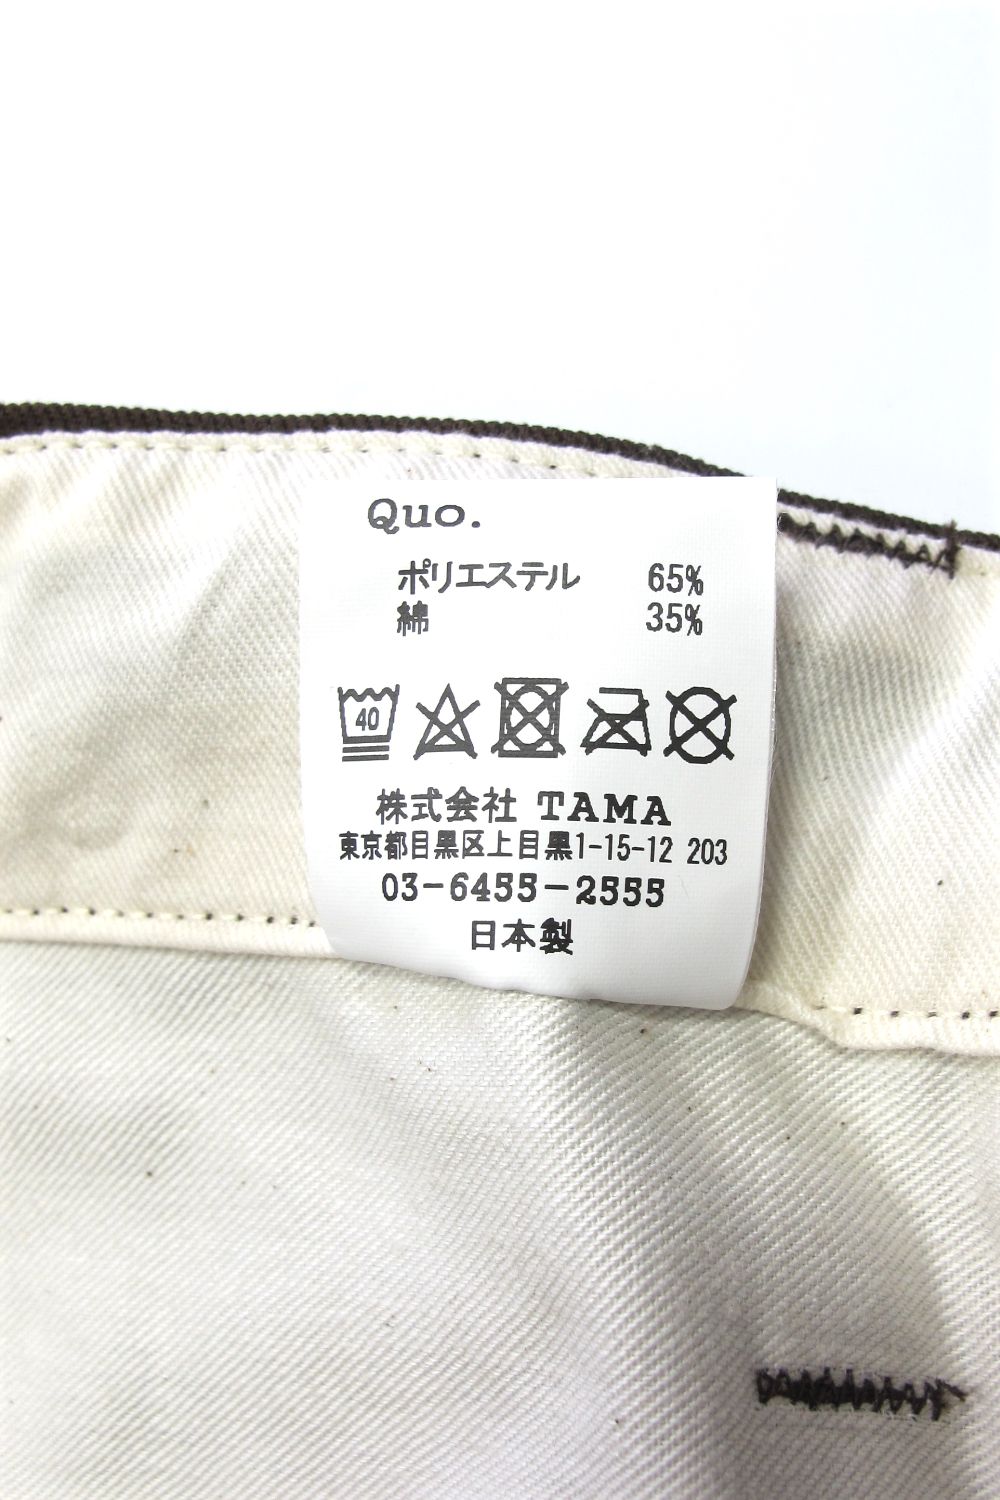 Quo.
ポリエステル 65%
綿 35%
40
株式会社 TAMA
東京都目黒区上目黒1-15-12 203
03-6455-2555
日本製